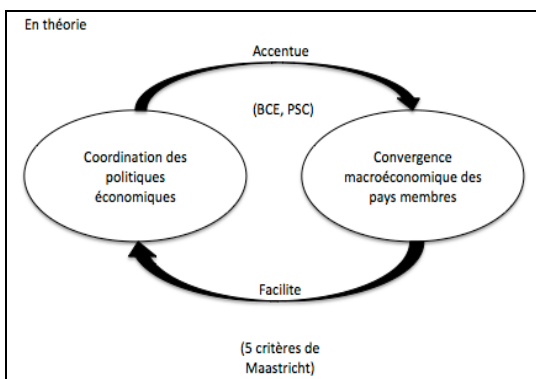 En théorie
Accentue
(BCE, PSC)
Coordination des
politiques
économiques
Convergence
macroéconomique des
pays membres
Facilite
(5 critères de
Maastricht)